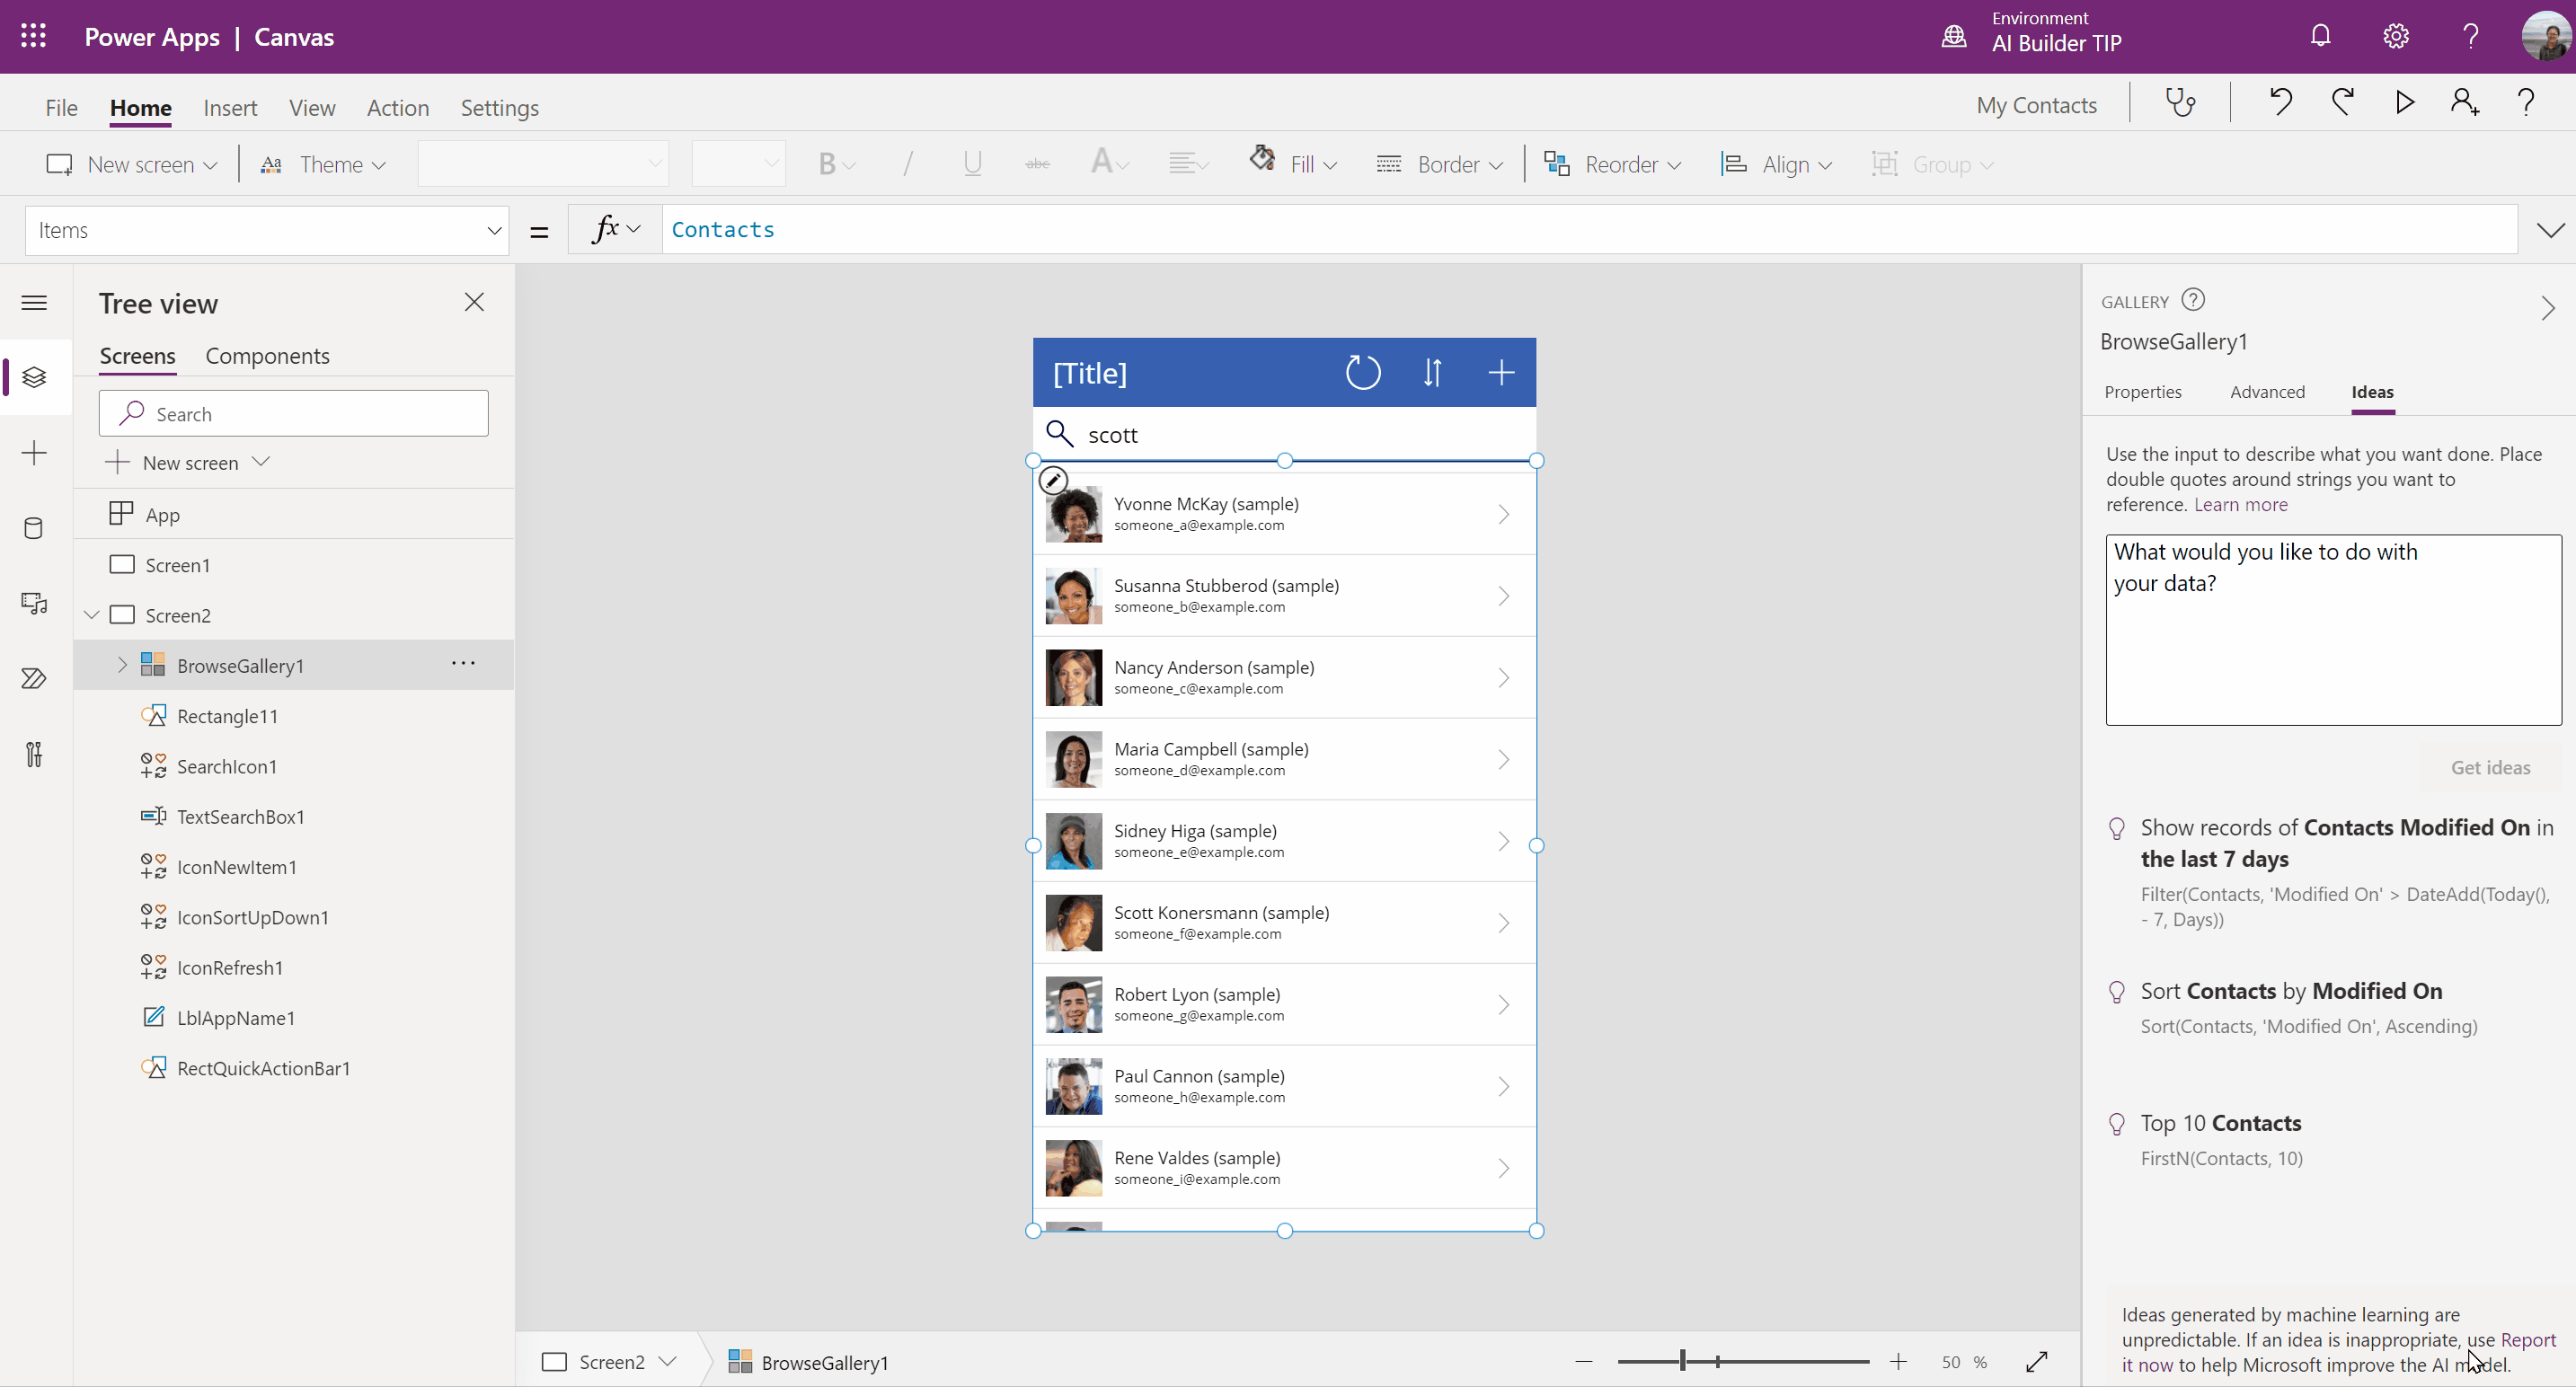 Power Apps | Canvas
Environment
AI Builder TIP
File Home Insert View Action Settings
My Contacts
New screen Theme B / U abc A Fill Border Reorder Align Group
Items = fx Contacts
Tree view
Screens Components
Search
New screen
App
Screen1
Screen2
BrowseGallery1
Rectangle11
SearchIcon1
TextSearchBox1
IconNewItem1
IconSortUpDown1
IconRefresh1
LblAppName1
RectQuickActionBar1
[Title]
scott
Yvonne McKay (sample)
someone_a@example.com
Susanna Stubberod (sample)
someone_b@example.com
Nancy Anderson (sample)
someone_c@example.com
Maria Campbell (sample)
someone_d@example.com
Sidney Higa (sample)
someone_e@example.com
Scott Konersmann (sample)
someone_f@example.com
Robert Lyon (sample)
someone_g@example.com
Paul Cannon (sample)
someone_h@example.com
Rene Valdes (sample)
someone_i@example.com
Screen2 BrowseGallery1
50 %
GALLERY
BrowseGallery1
Properties Advanced Ideas
Use the input to describe what you want done. Place
double quotes around strings you want to
reference. Learn more
What would you like to do with
your data?
Get ideas
Show records of Contacts Modified On in
the last 7 days
Filter(Contacts, 'Modified On' > DateAdd(Today(),
- 7, Days))
Sort Contacts by Modified On
Sort(Contacts, 'Modified On', Ascending)
Top 10 Contacts
FirstN(Contacts, 10)
Ideas generated by machine learning are
unpredictable. If an idea is inappropriate, use Report
it now to help Microsoft improve the AI model.